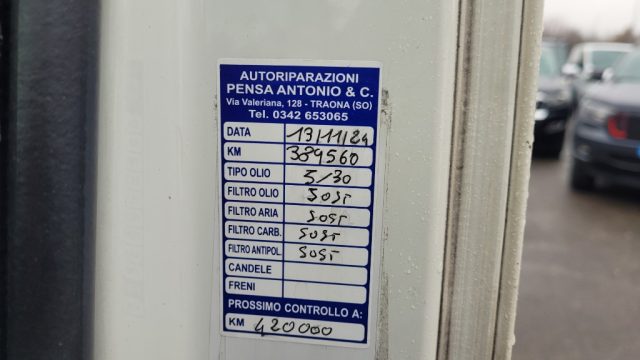 AUTORIPARAZIONI
PENSA ANTONIO & C.
Via Valeriana, 128 - TRAONA (SO)
Tel. 0342 653065
DATA 13/11/24
KM 389560
TIPO OLIO 5/30
FILTRO OLIO SOST
FILTRO ARIA SOST
FILTRO CARB. SOST
FILTRO ANTIPOL. SOST
CANDELE
FRENI
PROSSIMO CONTROLLO A:
KM 420000